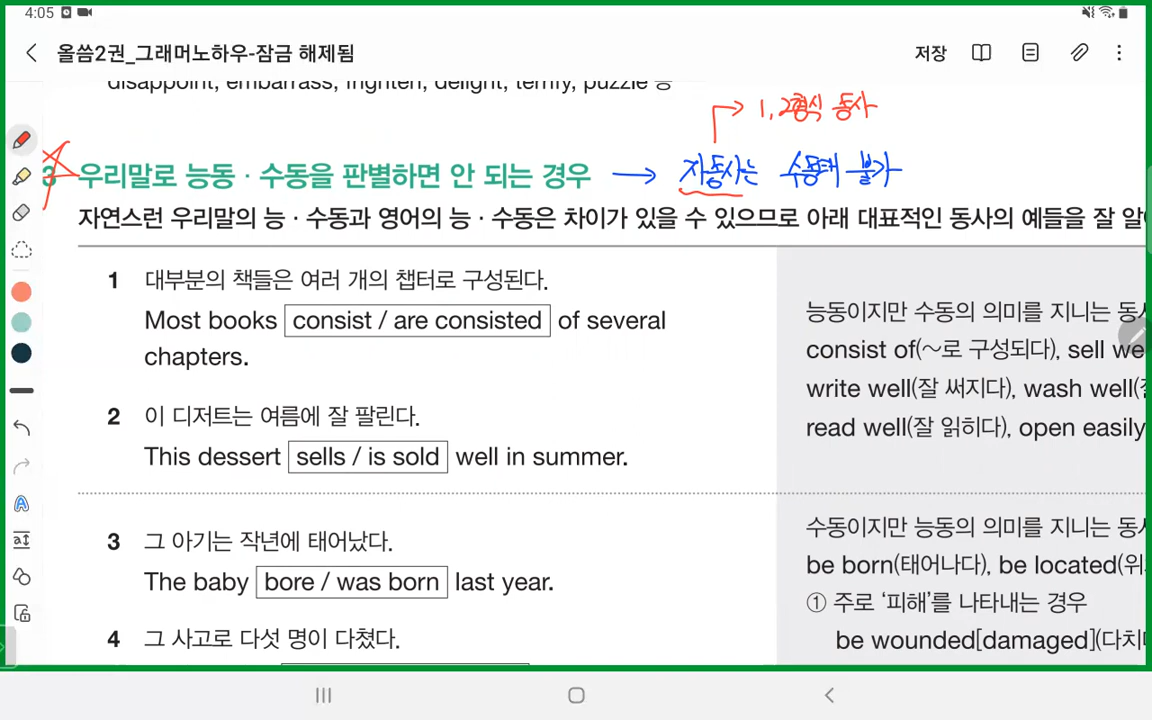 4:05
올씀2권_그래머노하우-잠금 해제됨
저장
disappoint, embarrass, frighten, delight, terrify, puzzle 등
1, 2형식 동사
3 우리말로 능동 · 수동을 판별하면 안 되는 경우 → 자동사는 수동태 불가
자연스런 우리말의 능 · 수동과 영어의 능 · 수동은 차이가 있을 수 있으므로 아래 대표적인 동사의 예들을 잘 알
1 대부분의 책들은 여러 개의 챕터로 구성된다.
Most books consist / are consisted of several
chapters.
2 이 디저트는 여름에 잘 팔린다.
This dessert sells / is sold well in summer.
능동이지만 수동의 의미를 지니는 동
consist of(~로 구성되다), sell we
write well(잘 써지다), wash well(
read well(잘 읽히다), open easily
3 그 아기는 작년에 태어났다.
The baby bore / was born last year.
4 그 사고로 다섯 명이 다쳤다.
수동이지만 능동의 의미를 지니는 동
be born(태어나다), be located(위
① 주로 ‘피해’를 나타내는 경우
be wounded[damaged](다치